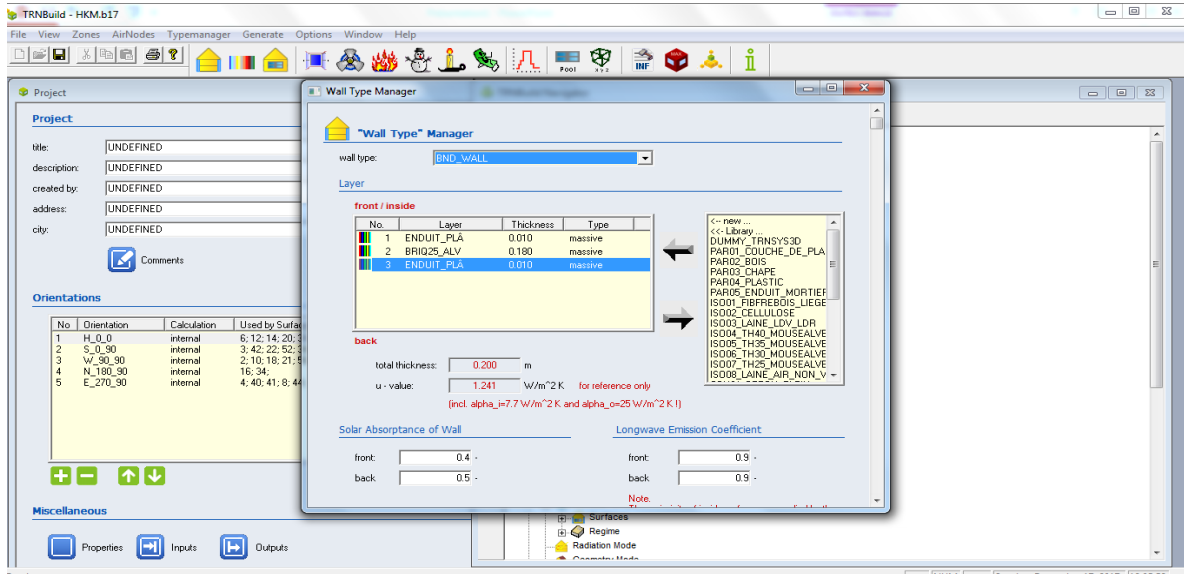 TRNBuild - HKM.b17
File View Zones AirNodes Typemanager Generate Options Window Help
Pool xyz INF
Project
Project
title: UNDEFINED
description: UNDEFINED
created by: UNDEFINED
address: UNDEFINED
city: UNDEFINED
Comments
Orientations
No Orientation Calculation Used by Surfa
1 H_0_0 internal 6; 12; 14; 20; 3
2 S_0_90 internal 3; 42; 22; 52; 3
3 W_90_90 internal 2; 10; 18; 21; 5
4 N_180_90 internal 16; 34;
5 E_270_90 internal 4; 40; 41; 8; 44
Miscellaneous
Properties Inputs Outputs
Wall Type Manager
"Wall Type" Manager
wall type: BND_WALL
Layer
front / inside
No. Layer Thickness Type
1 ENDUIT_PLÄ 0.010 massive
2 BRIQ25_ALV 0.180 massive
3 ENDUIT_PLÄ 0.010 massive
back
<-- new ...
<<- Library ...
DUMMY_TRNSYS3D
PAR01_COUCHE_DE_PLA
PAR02_BOIS
PAR03_CHAPE
PAR04_PLASTIC
PAR05_ENDUIT_MORTIER
ISO01_FIBFREBOIS_LIEGE
ISO02_CELLULOSE
ISO03_LAINE_LDV_LDR
ISO04_TH40_MOUSEALVE
ISO05_TH35_MOUSEALVE
ISO06_TH30_MOUSEALVE
ISO07_TH25_MOUSEALVE
ISO08_LAINE_AIR_NON_V
total thickness: 0.200 m
u - value: 1.241 W/m^2 K for reference only
(incl. alpha_i=7.7 W/m^2 K and alpha_o=25 W/m^2 K !)
Solar Absorptance of Wall
front: 0.4 -
back 0.5 -
Longwave Emission Coefficient
front: 0.9 -
back 0.9 -
Note.
Surfaces
Regime
Radiation Mode